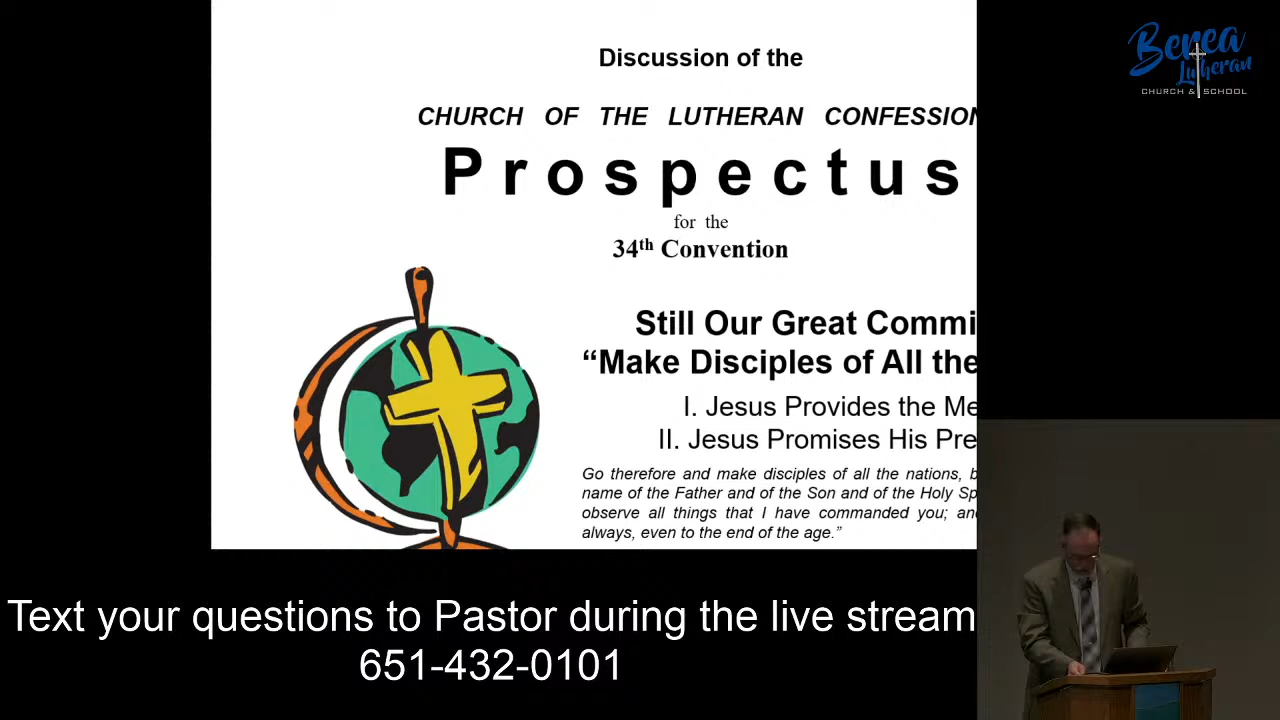 Discussion of the
CHURCH OF THE LUTHERAN CONFESSION
Prospectus
for the
34th Convention
Still Our Great Commi
“Make Disciples of All the
I. Jesus Provides the Me
II. Jesus Promises His Pre
Go therefore and make disciples of all the nations, b
name of the Father and of the Son and of the Holy Sp
observe all things that I have commanded you; and
always, even to the end of the age.”
Text your questions to Pastor during the live stream
651-432-0101
Berea
Lutheran
CHURCH & SCHOOL